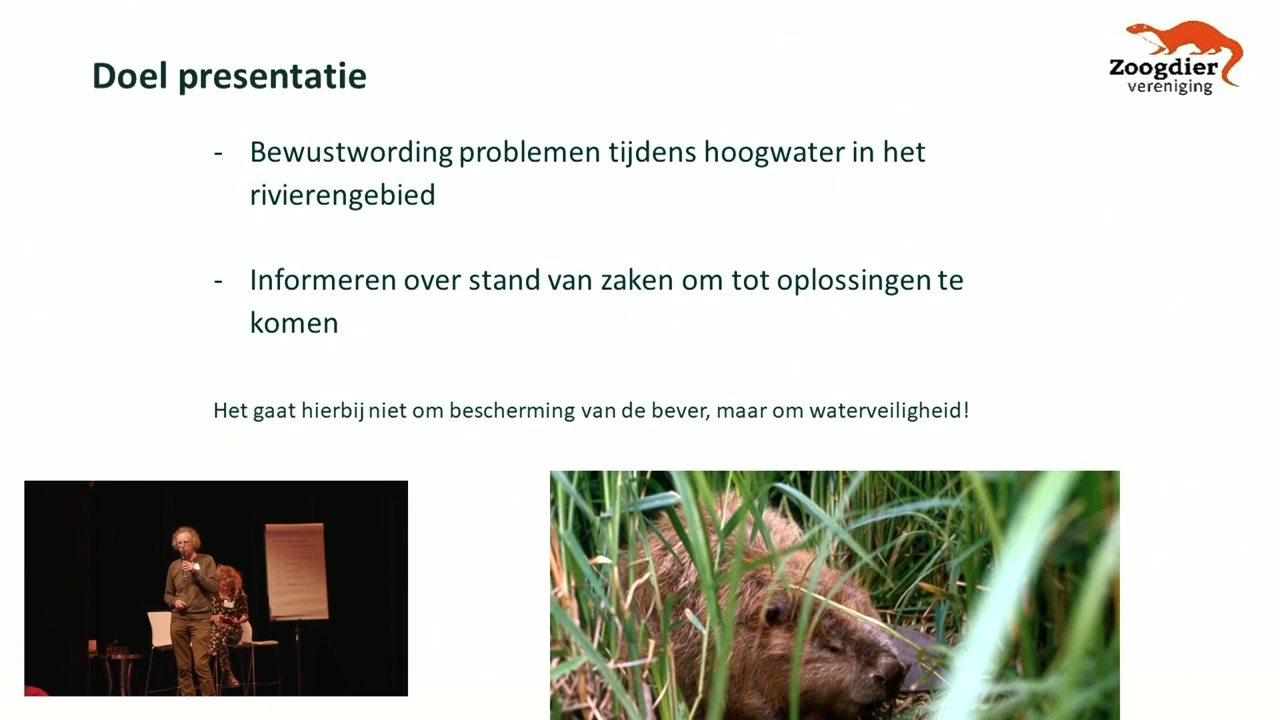 Doel presentatie
Zoogdier
vereniging
- Bewustwording problemen tijdens hoogwater in het
rivierengebied
- Informeren over stand van zaken om tot oplossingen te
komen
Het gaat hierbij niet om bescherming van de bever, maar om waterveiligheid!